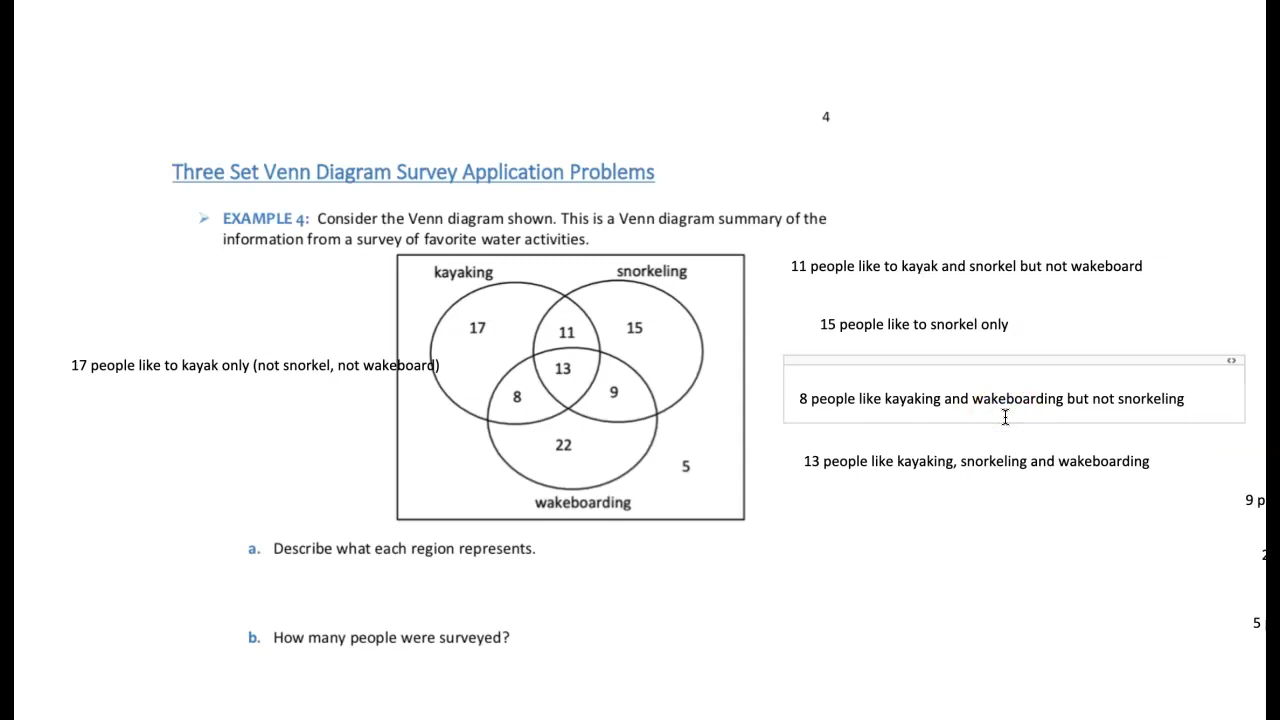 4
Three Set Venn Diagram Survey Application Problems
➢ EXAMPLE 4: Consider the Venn diagram shown. This is a Venn diagram summary of the
information from a survey of favorite water activities.
kayaking
snorkeling
17
11
15
13
8
9
22
5
wakeboarding
17 people like to kayak only (not snorkel, not wakeboard)
11 people like to kayak and snorkel but not wakeboard
15 people like to snorkel only
8 people like kayaking and wakeboarding but not snorkeling
13 people like kayaking, snorkeling and wakeboarding
9 p
5
a. Describe what each region represents.
b. How many people were surveyed?